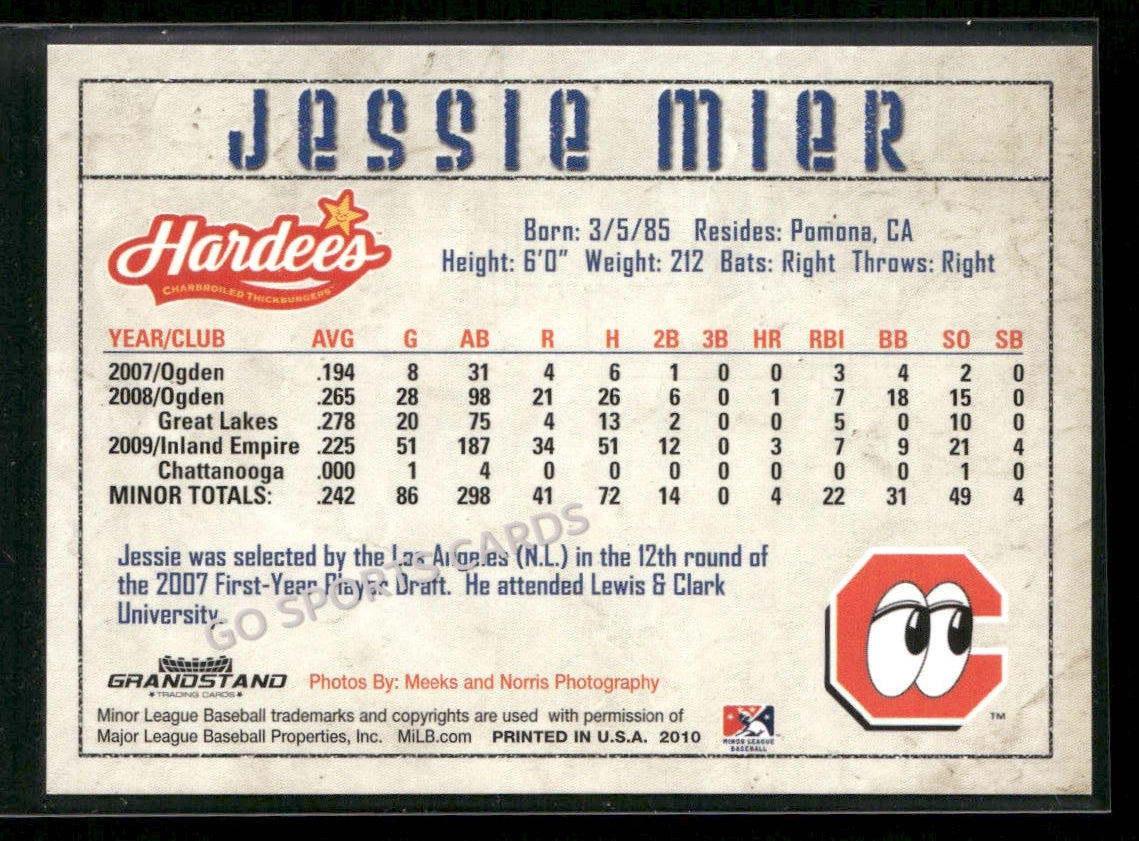 JESSIE MIER
Hardee's
CHARBROILED THICKBURGERS
Born: 3/5/85 Resides: Pomona, CA
Height: 6'0" Weight: 212 Bats: Right Throws: Right
YEAR/CLUB AVG G AB R H 2B 3B HR RBI BB SO SB
2007/Ogden .194 8 31 4 6 1 0 0 3 4 2 0
2008/Ogden .265 28 98 21 26 6 0 1 7 18 15 0
Great Lakes .278 20 75 4 13 2 0 0 5 0 10 0
2009/Inland Empire .225 51 187 34 51 12 0 3 7 9 21 4
Chattanooga .000 1 4 0 0 0 0 0 0 0 1 0
MINOR TOTALS: .242 86 298 41 72 14 0 4 22 31 49 4
Jessie was selected by the Los Angeles (N.L.) in the 12th round of
the 2007 First-Year Player Draft. He attended Lewis & Clark
University.
GO SPORTS CARDS
GRANDSTAND
★TRADING CARDS★
Photos By: Meeks and Norris Photography
Minor League Baseball trademarks and copyrights are used with permission of
Major League Baseball Properties, Inc. MiLB.com PRINTED IN U.S.A. 2010
MINOR LEAGUE
BASEBALL
C
TM